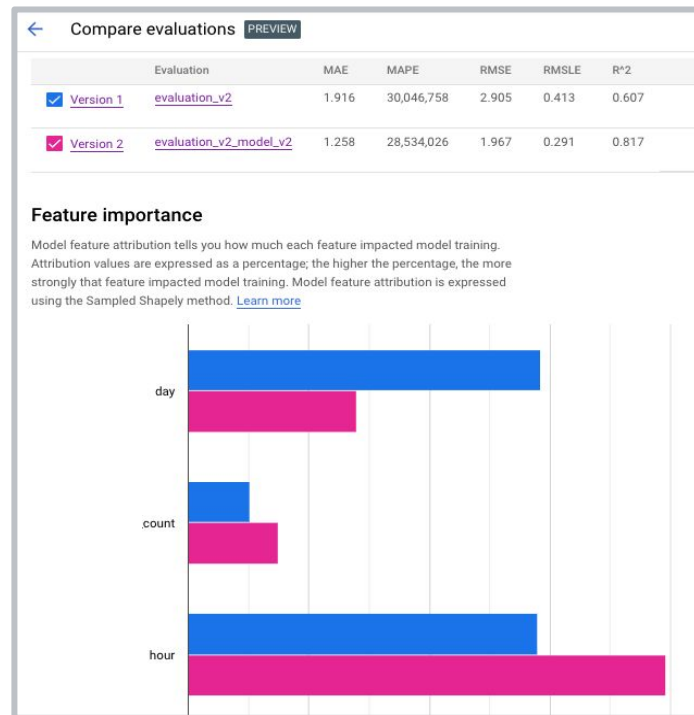 Compare evaluations PREVIEW
Evaluation MAE MAPE RMSE RMSLE R^2
Version 1 evaluation_v2 1.916 30,046,758 2.905 0.413 0.607
Version 2 evaluation_v2_model_v2 1.258 28,534,026 1.967 0.291 0.817
Feature importance
Model feature attribution tells you how much each feature impacted model training.
Attribution values are expressed as a percentage; the higher the percentage, the more
strongly that feature impacted model training. Model feature attribution is expressed
using the Sampled Shapely method. Learn more
day
count
hour